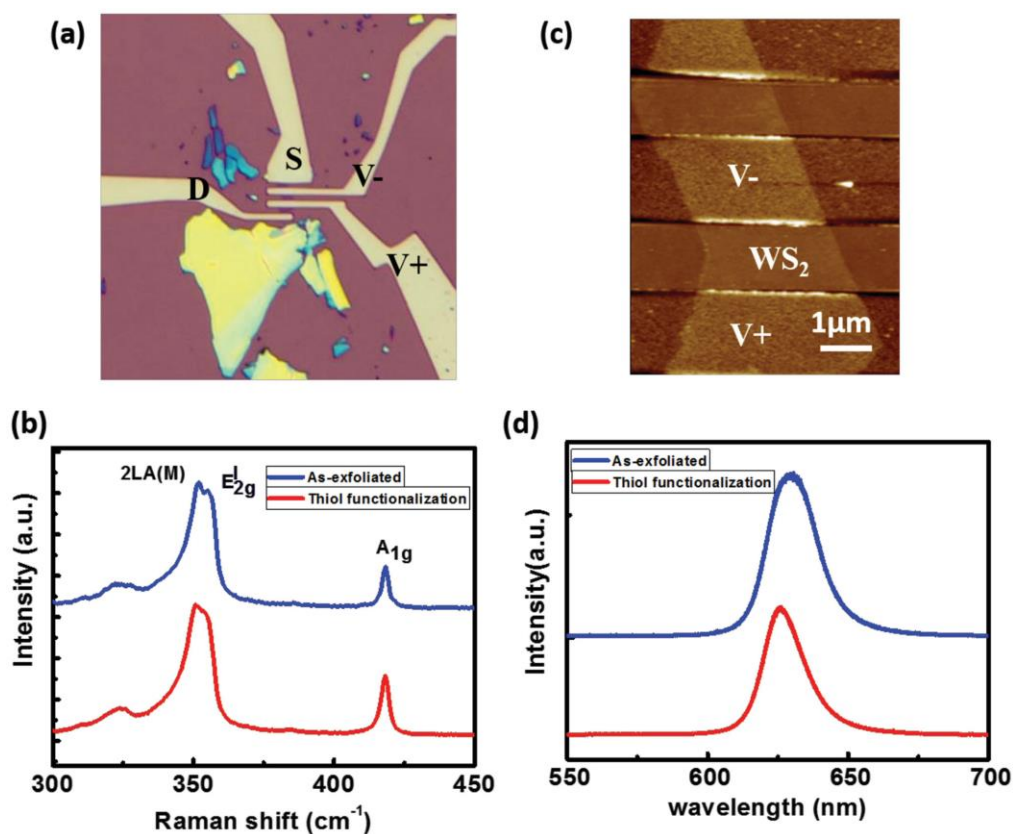 (a)
S
V-
D
V+
(c)
V-
WS₂
V+
1μm
(b)
2LA(M)
E¹₂g
As-exfoliated
Thiol functionalization
A₁g
Intensity (a.u.)
300
350
400
450
Raman shift (cm⁻¹)
(d)
As-exfoliated
Thiol functionalization
Intensity(a.u.)
550
600
650
700
wavelength (nm)